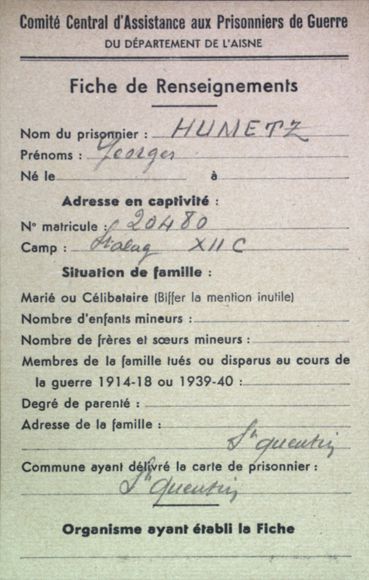 Comité Central d'Assistance aux Prisonniers de Guerre
DU DÉPARTEMENT DE L'AISNE
Fiche de Renseignements
Nom du prisonnier : HUMETZ
Prénoms : Georges
Né le à
Adresse en captivité :
N° matricule : 20480
Camp : Stalag XII C
Situation de famille :
Marié ou Célibataire (Biffer la mention inutile)
Nombre d'enfants mineurs :
Nombre de frères et sœurs mineurs :
Membres de la famille tués ou disparus au cours de
la guerre 1914-18 ou 1939-40 :
Degré de parenté :
Adresse de la famille :
St quentin
Commune ayant délivré la carte de prisonnier :
St quentin
Organisme ayant établi la Fiche